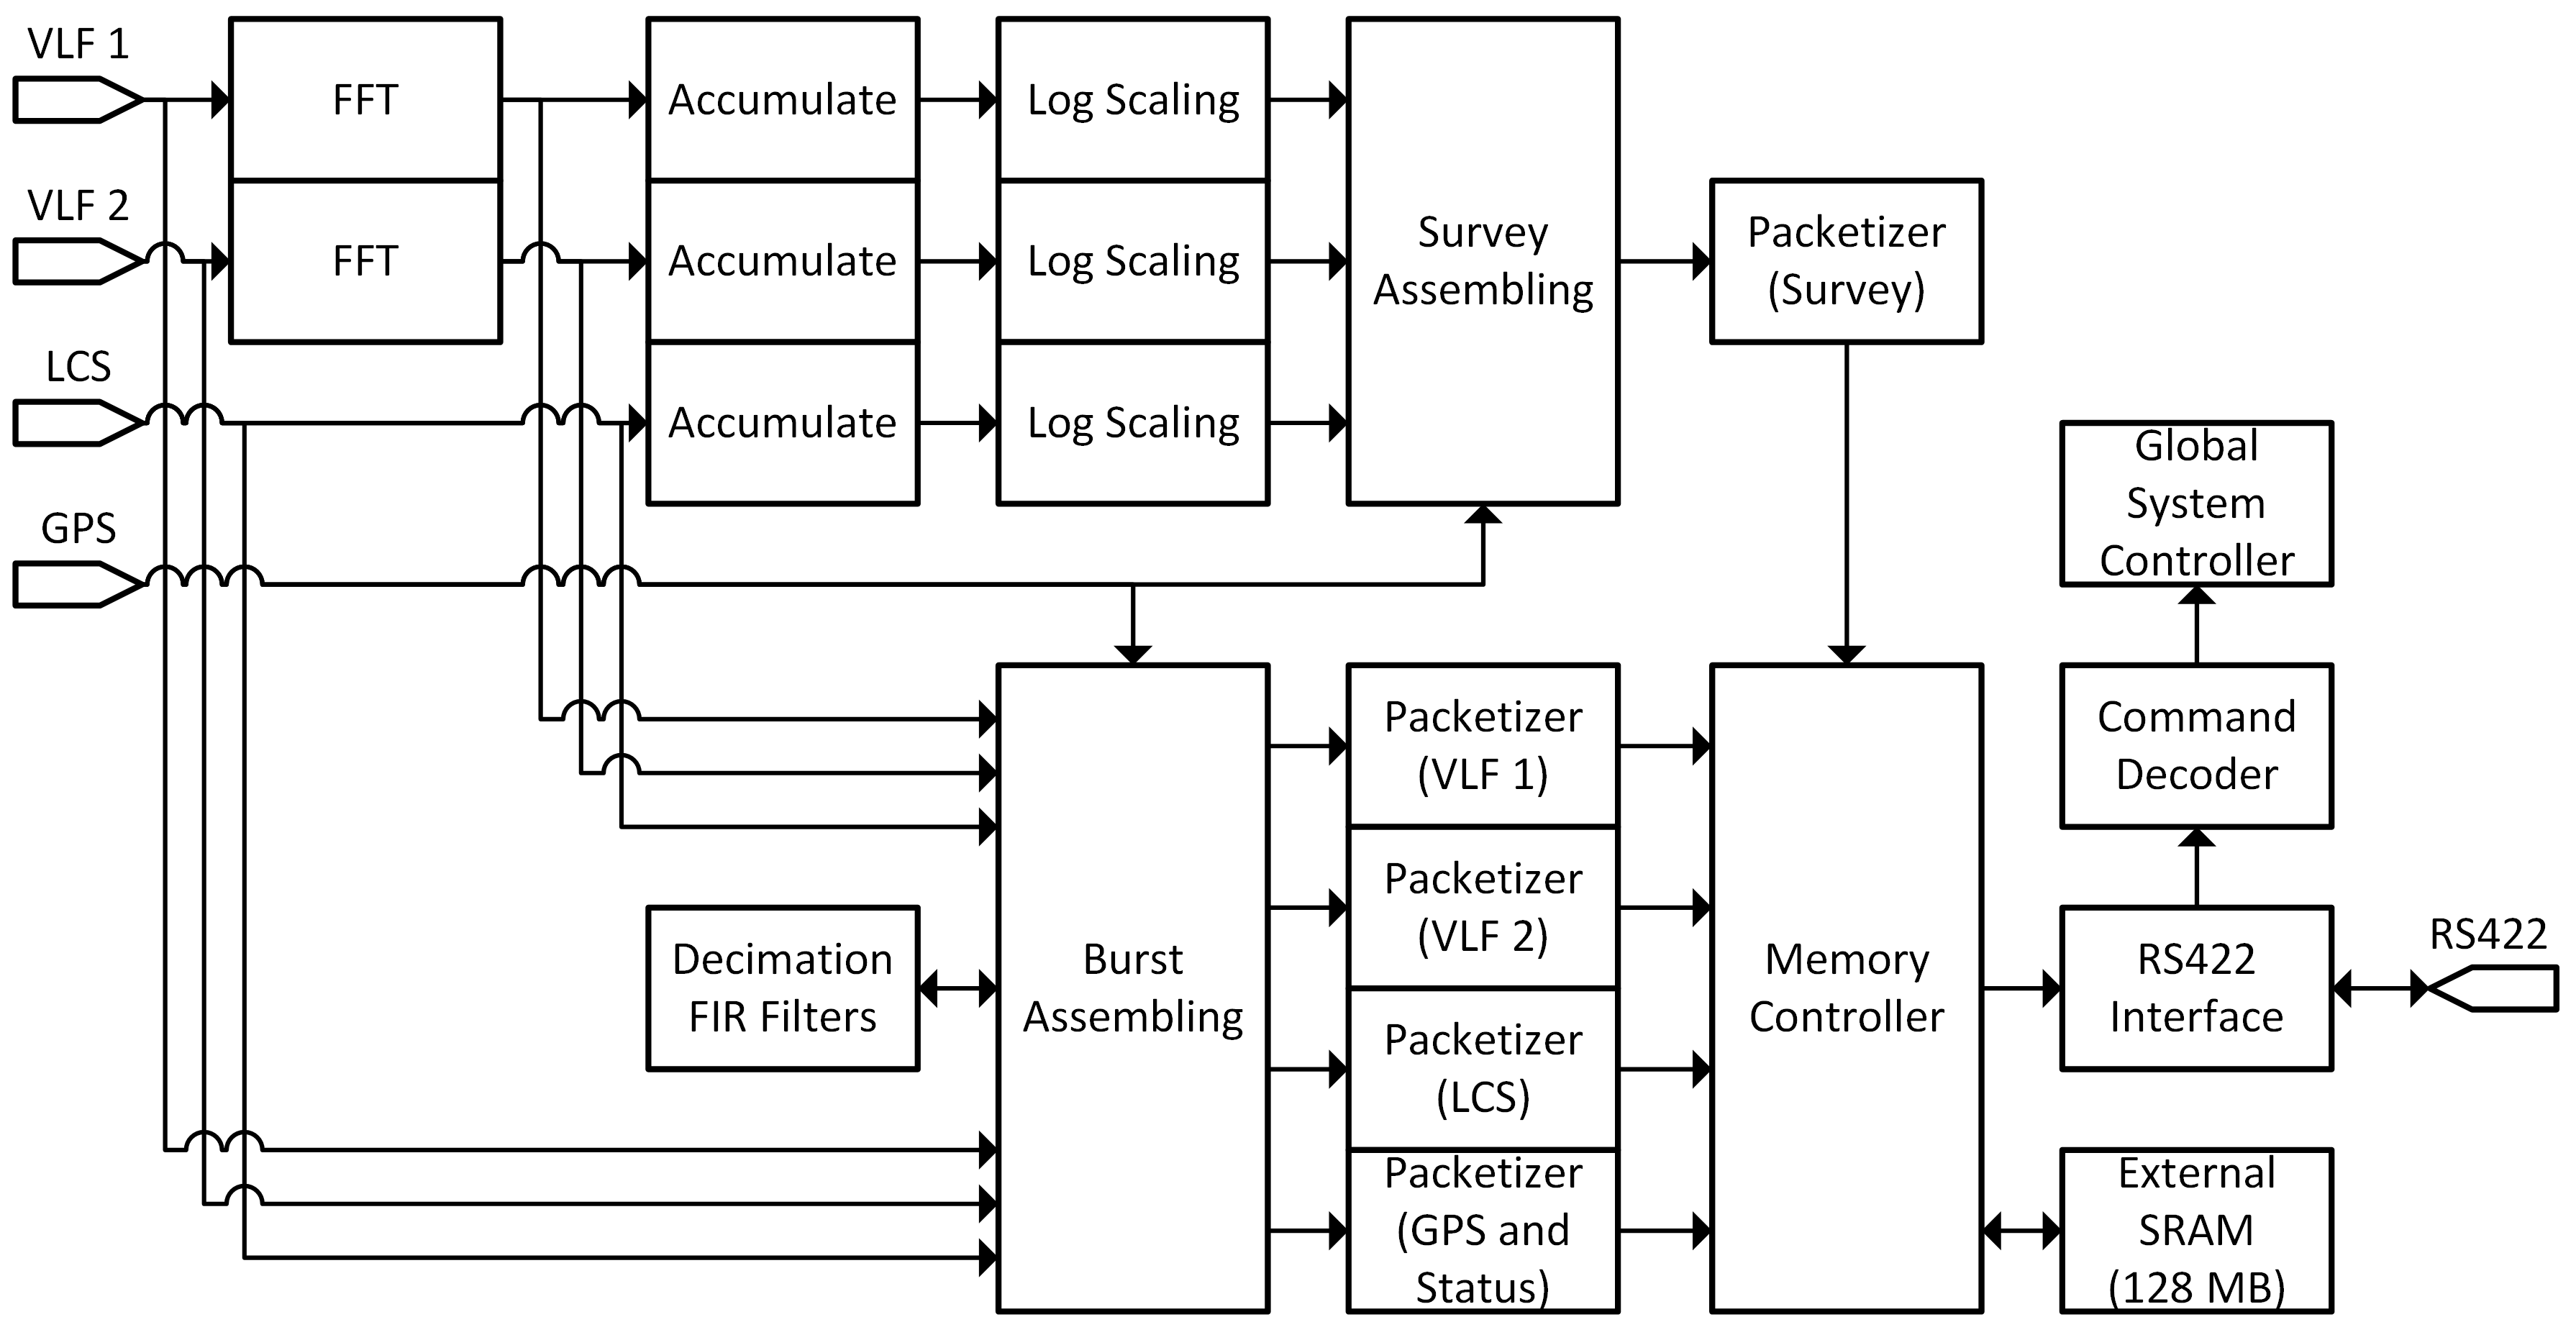 VLF 1
FFT
Accumulate
Log Scaling
VLF 2
FFT
Accumulate
Log Scaling
Survey
Assembling
Packetizer
(Survey)
LCS
Accumulate
Log Scaling
GPS
Global
System
Controller
Packetizer
(VLF 1)
Command
Decoder
Packetizer
(VLF 2)
Decimation
FIR Filters
Burst
Assembling
Memory
Controller
RS422
Interface
RS422
Packetizer
(LCS)
Packetizer
(GPS and
Status)
External
SRAM
(128 MB)